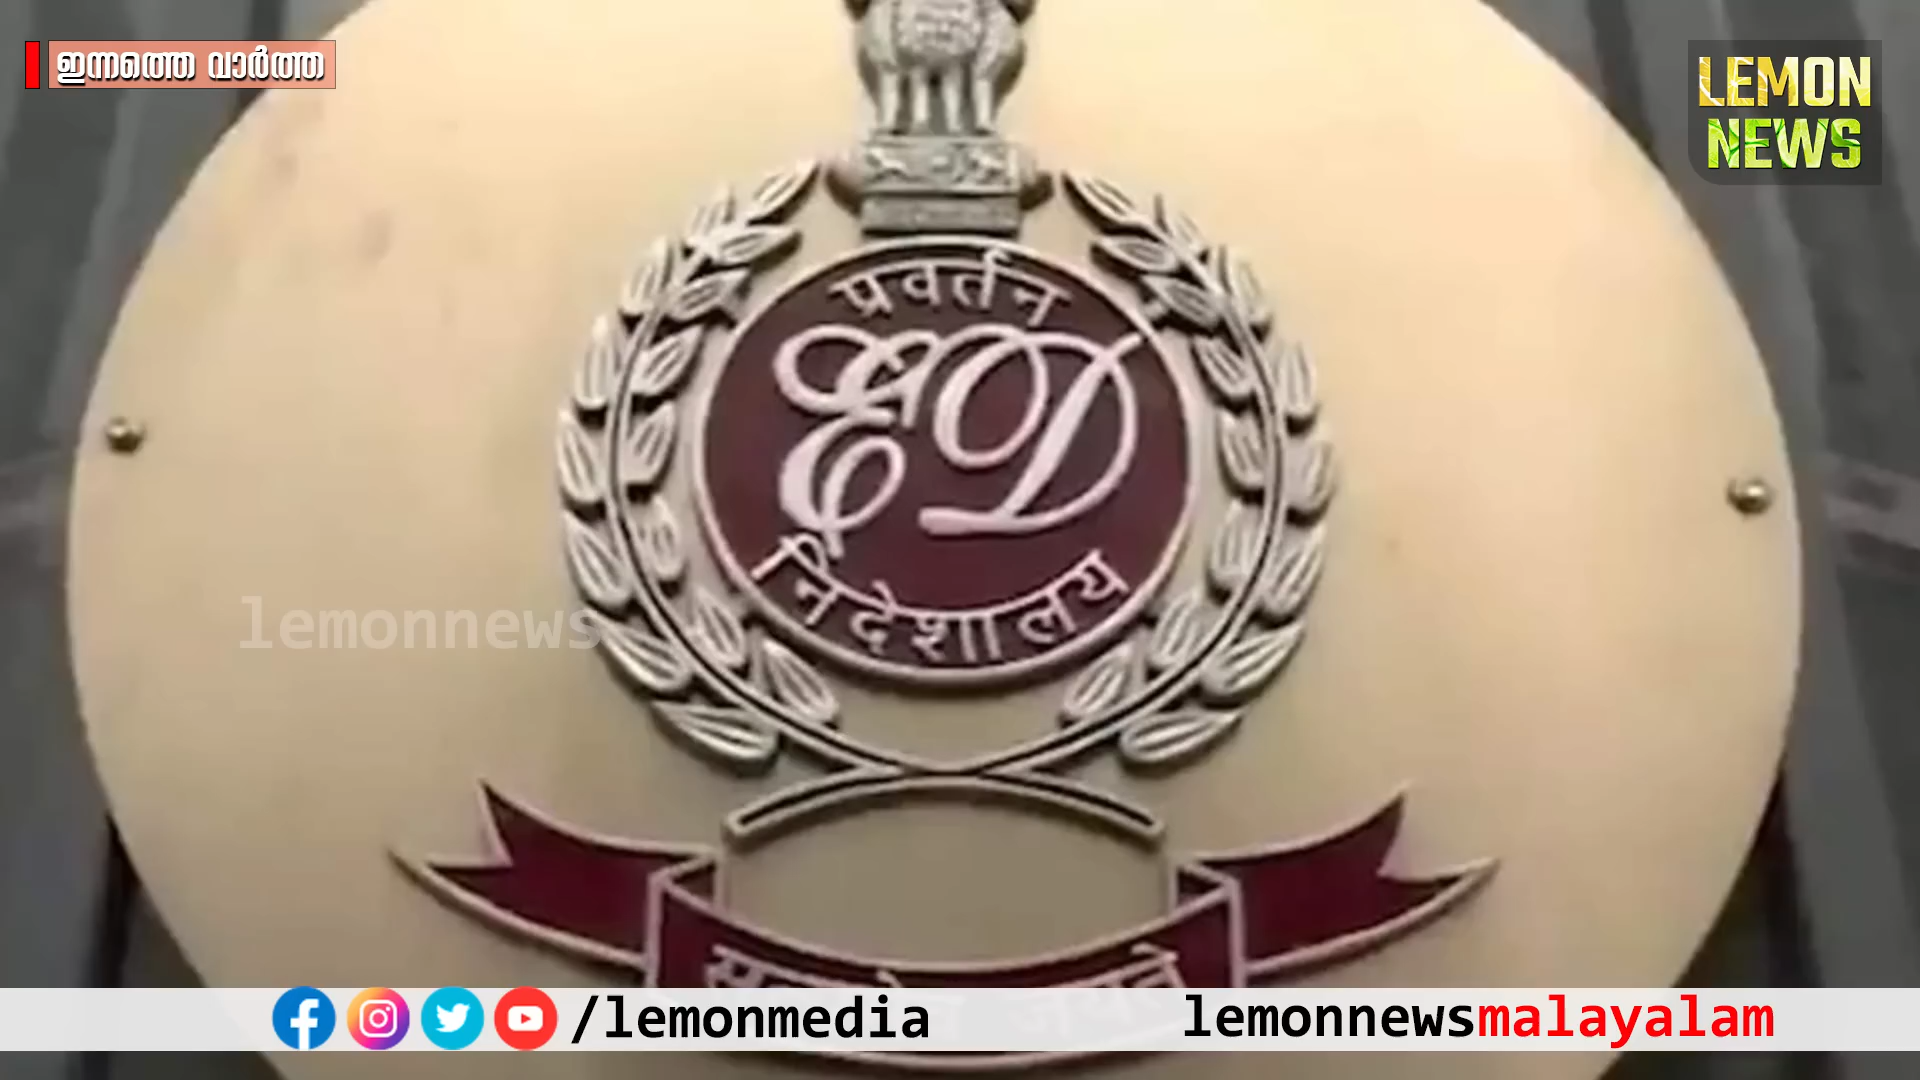 ഇന്നത്തെ വാർത്ത
LEMON
NEWS
प्रवर्तन
ED
निदेशालय
lemonnews
/lemonmedia
lemonnewsmalayalam